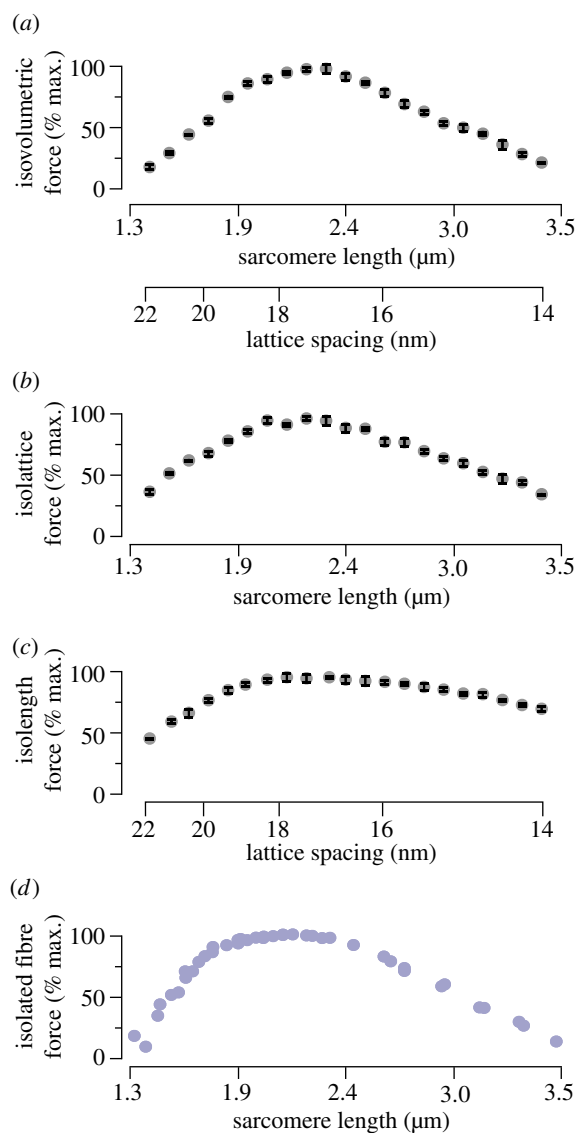 (a)
isovolumetric
force (% max.)
100
50
0
1.3 1.9 2.4 3.0 3.5
sarcomere length (µm)
22 20 18 16 14
lattice spacing (nm)
(b)
isolattice
force (% max.)
100
50
0
1.3 1.9 2.4 3.0 3.5
sarcomere length (µm)
(c)
isolength
force (% max.)
100
50
0
22 20 18 16 14
lattice spacing (nm)
(d)
isolated fibre
force (% max.)
100
50
0
1.3 1.9 2.4 3.0 3.5
sarcomere length (µm)